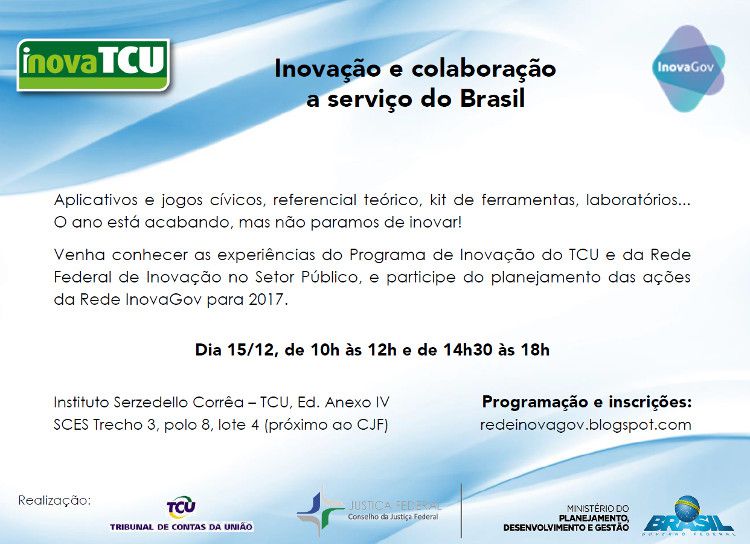 inovaTCU
InovaGov
Inovação e colaboração
a serviço do Brasil
Aplicativos e jogos cívicos, referencial teórico, kit de ferramentas, laboratórios...
O ano está acabando, mas não paramos de inovar!
Venha conhecer as experiências do Programa de Inovação do TCU e da Rede
Federal de Inovação no Setor Público, e participe do planejamento das ações
da Rede InovaGov para 2017.
Dia 15/12, de 10h às 12h e de 14h30 às 18h
Instituto Serzedello Corrêa – TCU, Ed. Anexo IV
SCES Trecho 3, polo 8, lote 4 (próximo ao CJF)
Programação e inscrições:
redeinovagov.blogspot.com
Realização:
TCU
TRIBUNAL DE CONTAS DA UNIÃO
JUSTIÇA FEDERAL
Conselho da Justiça Federal
MINISTÉRIO DO
PLANEJAMENTO,
DESENVOLVIMENTO E GESTÃO
BRASIL
GOVERNO FEDERAL